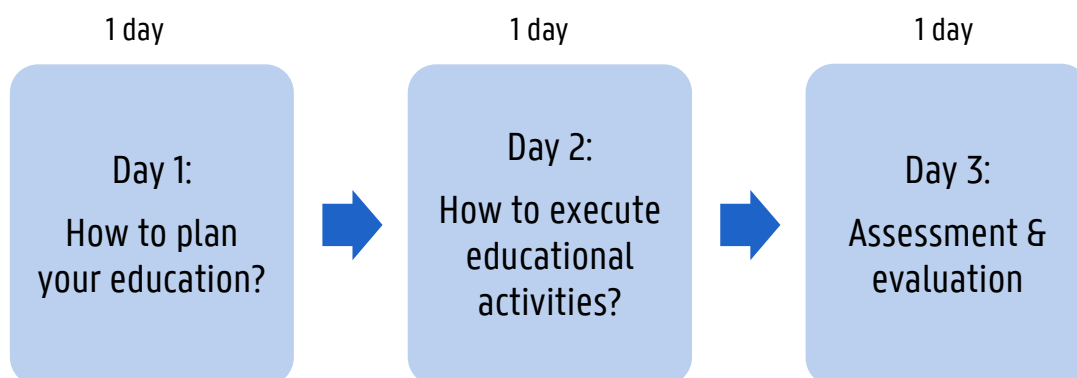 1 day
1 day
1 day
Day 1:
How to plan
your education?
Day 2:
How to execute
educational
activities?
Day 3:
Assessment &
evaluation